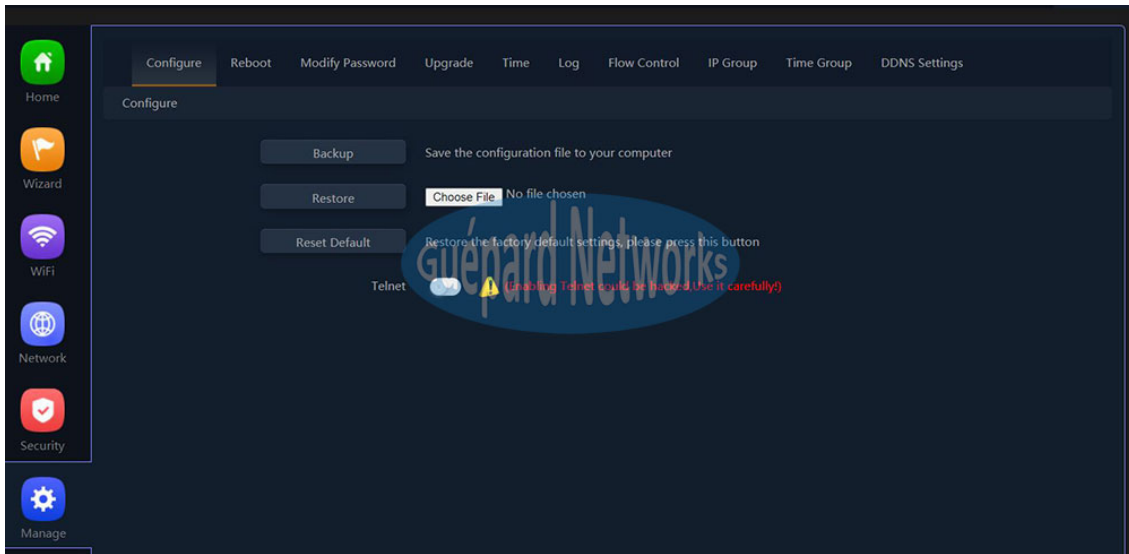 Home
Wizard
WiFi
Network
Security
Manage
Configure Reboot Modify Password Upgrade Time Log Flow Control IP Group Time Group DDNS Settings
Configure
Backup Save the configuration file to your computer
Restore Choose File No file chosen
Reset Default Restore the factory default settings, please press this button
Telnet (Enabling Telnet could be hacked,Use it carefully!)
Guépard Networks